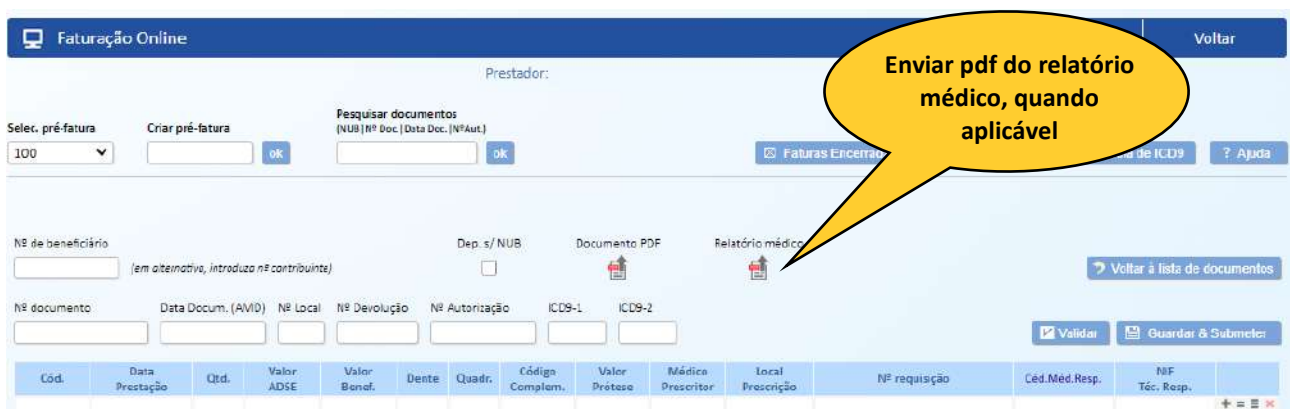 Faturação Online
Voltar
Prestador:
Enviar pdf do relatório
médico, quando
aplicável
Selec. pré-fatura
Criar pré-fatura
Pesquisar documentos
(NUB|Nº Doc.|Data Doc.|NºAut.)
100
ok
ok
Faturas Encerrad
de ICD9
? Ajuda
Nº de beneficiário
Dep. s/ NUB
Documento PDF
Relatório médico
(em alternativa, introduza nº contribuinte)
Voltar à lista de documentos
Nº documento
Data Docum. (AMD)
Nº Local
Nº Devolução
Nº Autorização
ICD9-1
ICD9-2
Validar
Guardar & Submeter
Cód.
Data
Prestação
Qtd.
Valor
ADSE
Valor
Benef.
Dente
Quadr.
Código
Complem.
Valor
Prótese
Médico
Prescritor
Local
Prescrição
Nº requisição
Céd.Méd.Resp.
NIF
Téc. Resp.